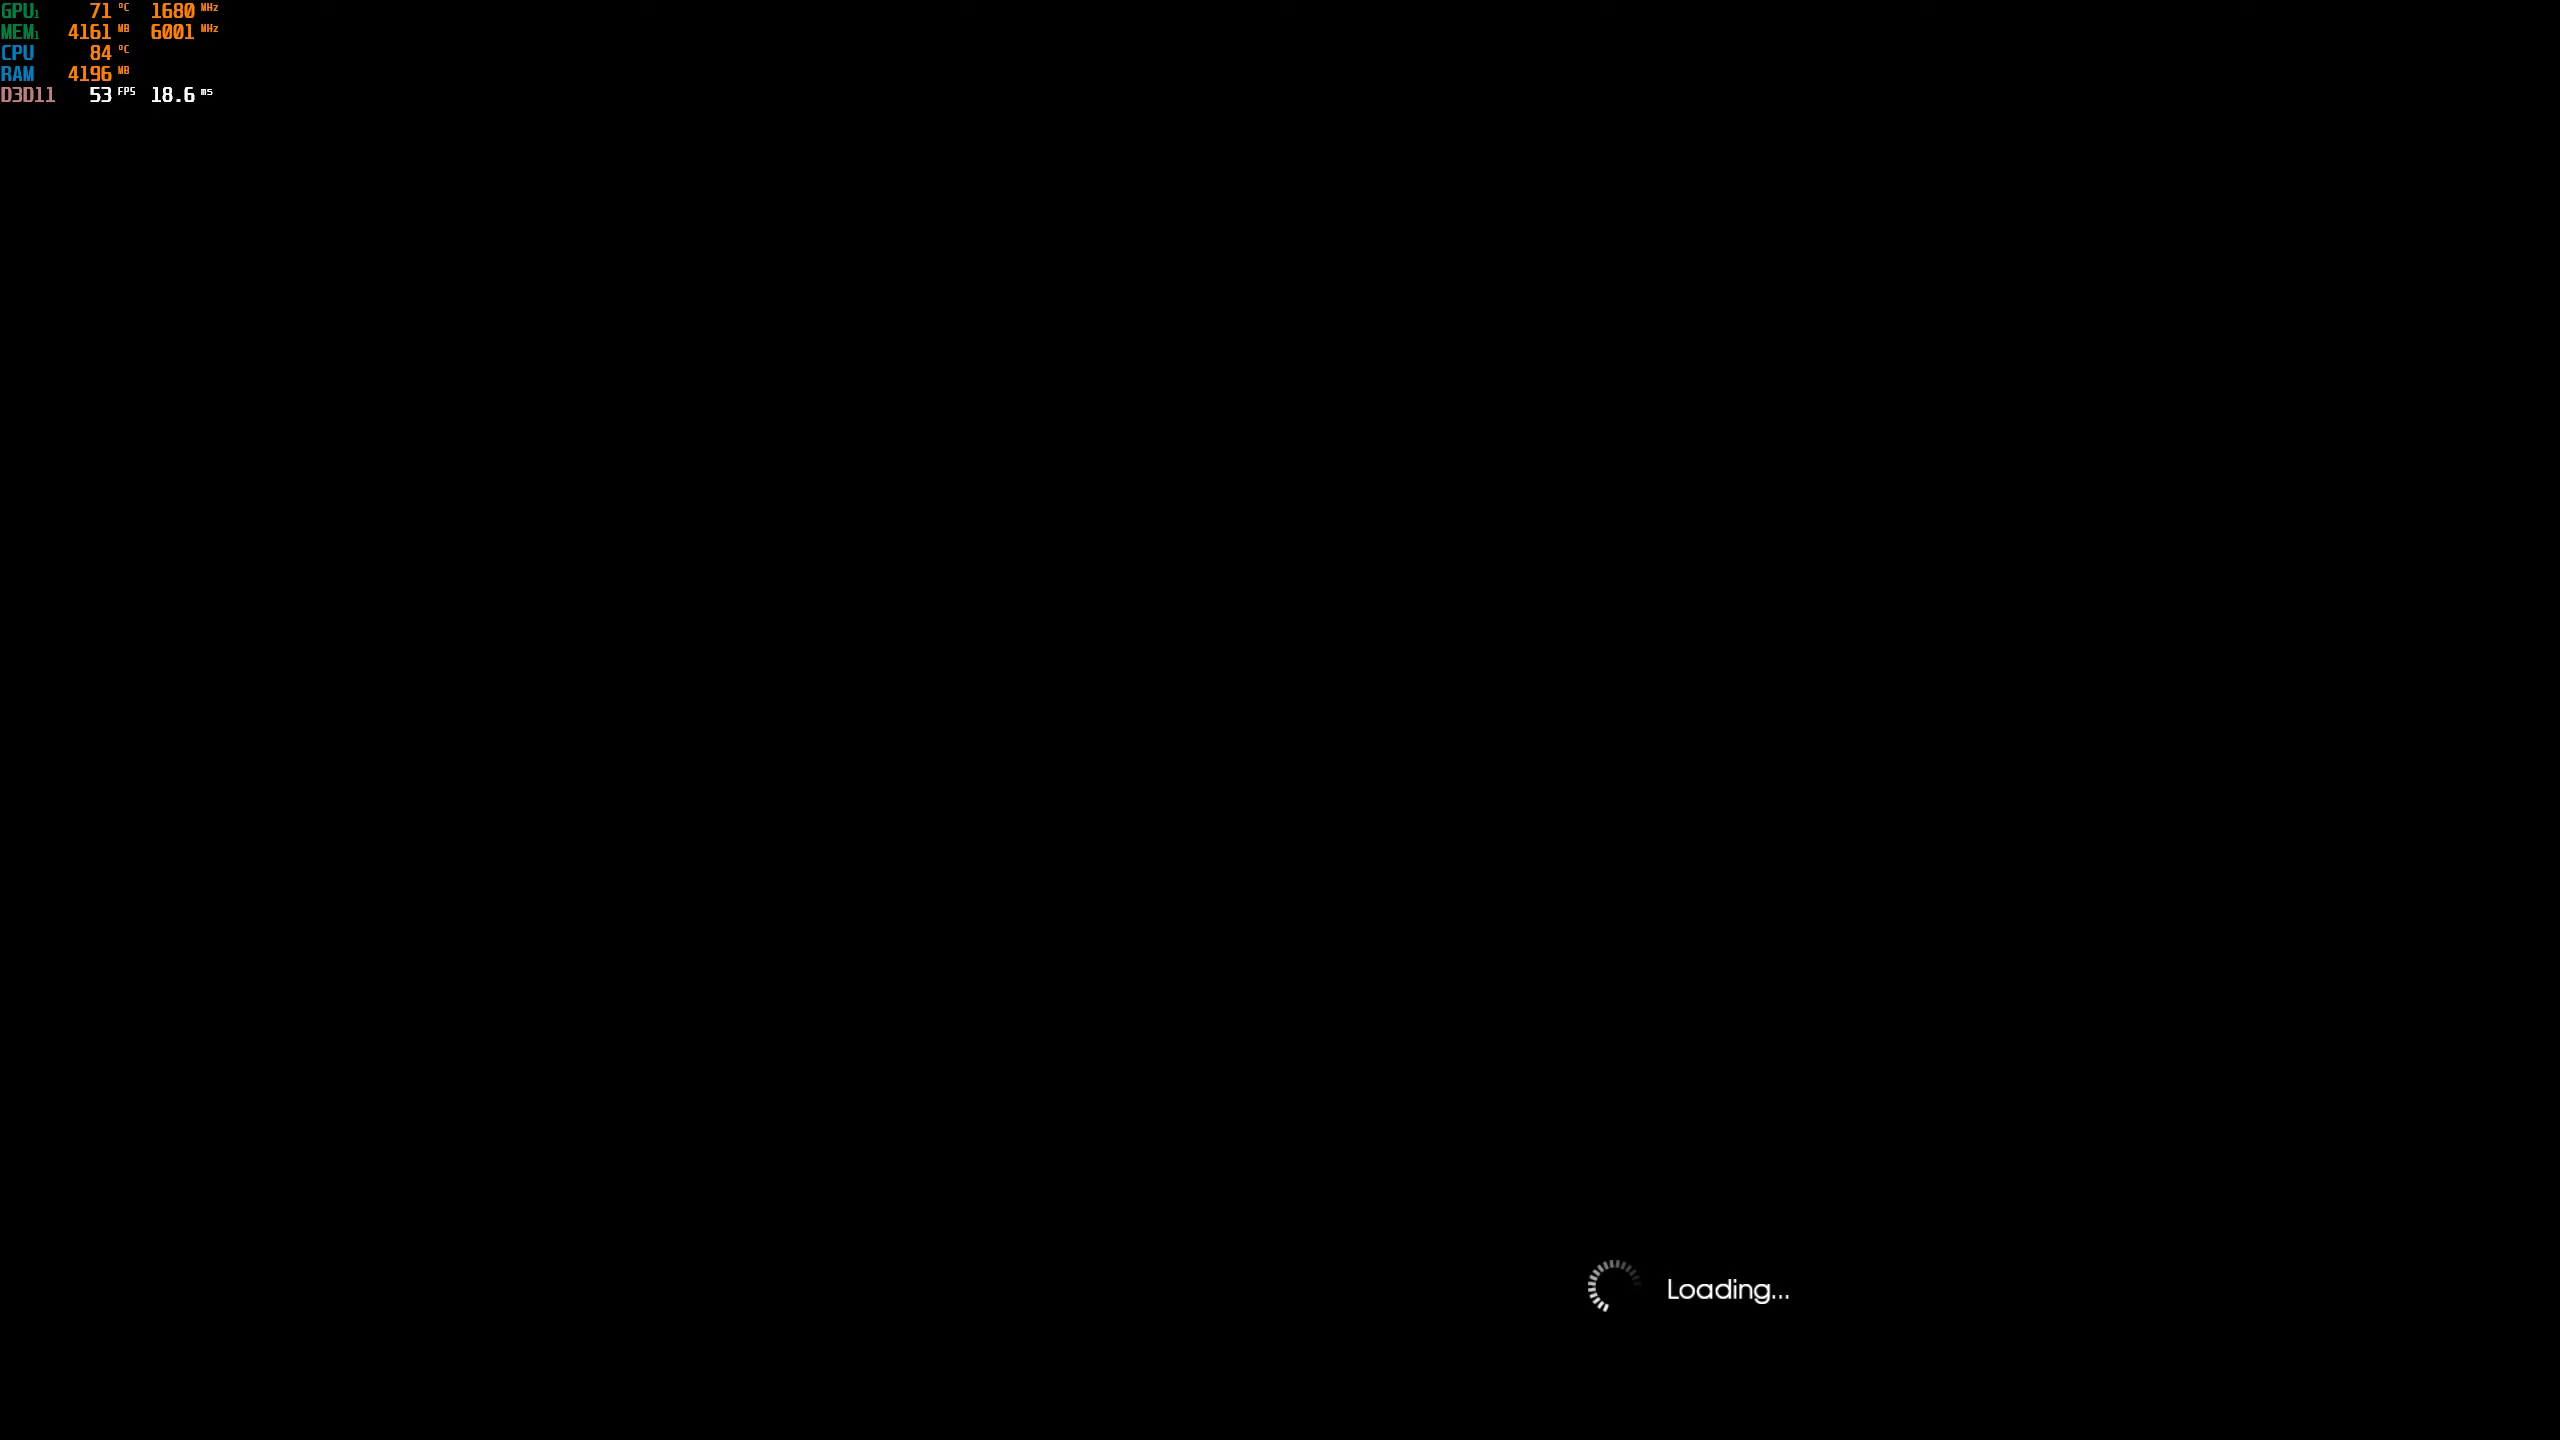 GPU1 71 °C 1680 MHz
MEM1 4161 MB 6001 MHz
CPU 84 °C
RAM 4196 MB
D3D11 53 FPS 18.6 ms
Loading...